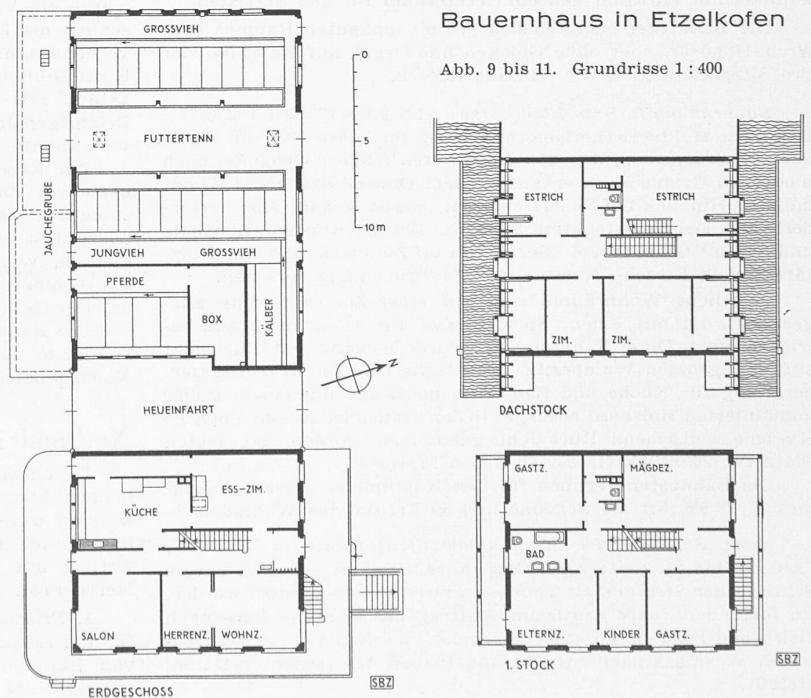 Bauernhaus in Etzelkofen
Abb. 9 bis 11. Grundrisse 1 : 400
GROSSVIEH
0
FUTTERTENN
5
JAUCHEGRUBE
10 m
JUNGVIEH GROSSVIEH
PFERDE
BOX
KÄLBER
N
HEUEINFAHRT
KÜCHE
ESS-ZIM.
SALON
HERRENZ.
WOHNZ.
ERDGESCHOSS
SBZ
ESTRICH
ESTRICH
ZIM.
ZIM.
DACHSTOCK
GASTZ.
MÄGDEZ.
BAD
ELTERNZ.
KINDER
GASTZ.
1. STOCK
SBZ